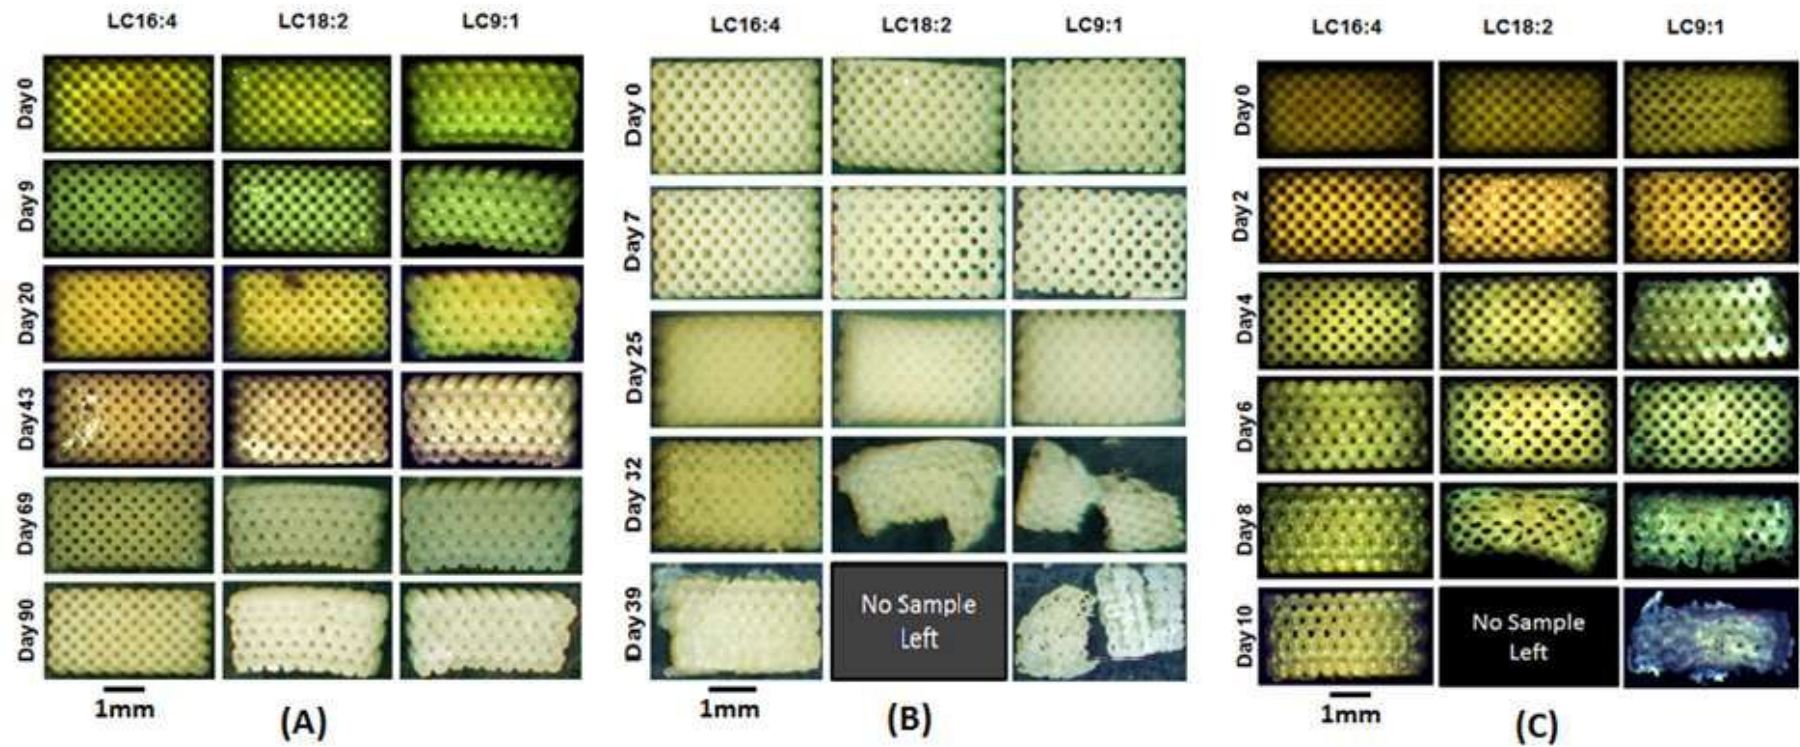 LC16:4 LC18:2 LC9:1
Day 0
Day 9
Day 20
Day 43
Day 69
Day 90
1mm
(A)
LC16:4 LC18:2 LC9:1
Day 0
Day 7
Day 25
Day 32
Day 39
No Sample
Left
1mm
(B)
LC16:4 LC18:2 LC9:1
Day 0
Day 2
Day 4
Day 6
Day 8
Day 10
No Sample
Left
1mm
(C)